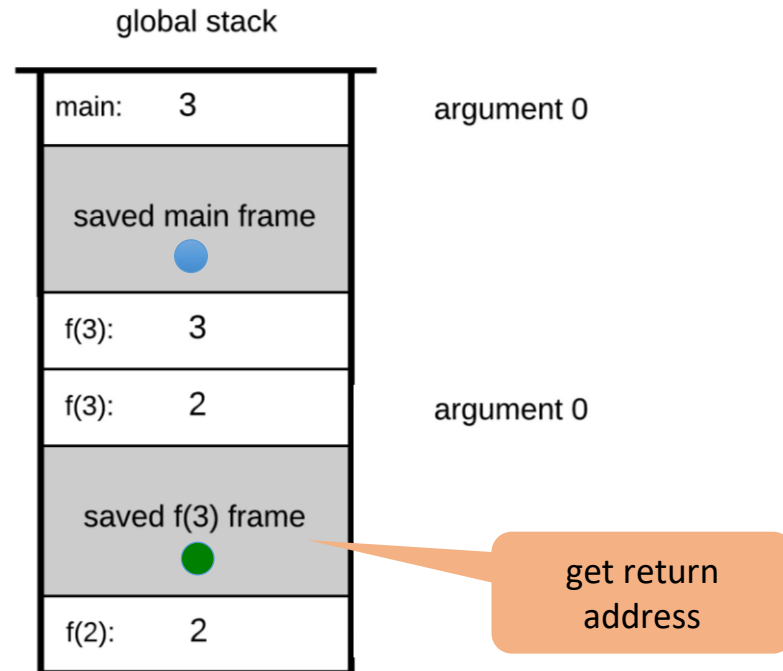 global stack
main: 3 argument 0
saved main frame
f(3): 3
f(3): 2 argument 0
saved f(3) frame
get return
address
f(2): 2